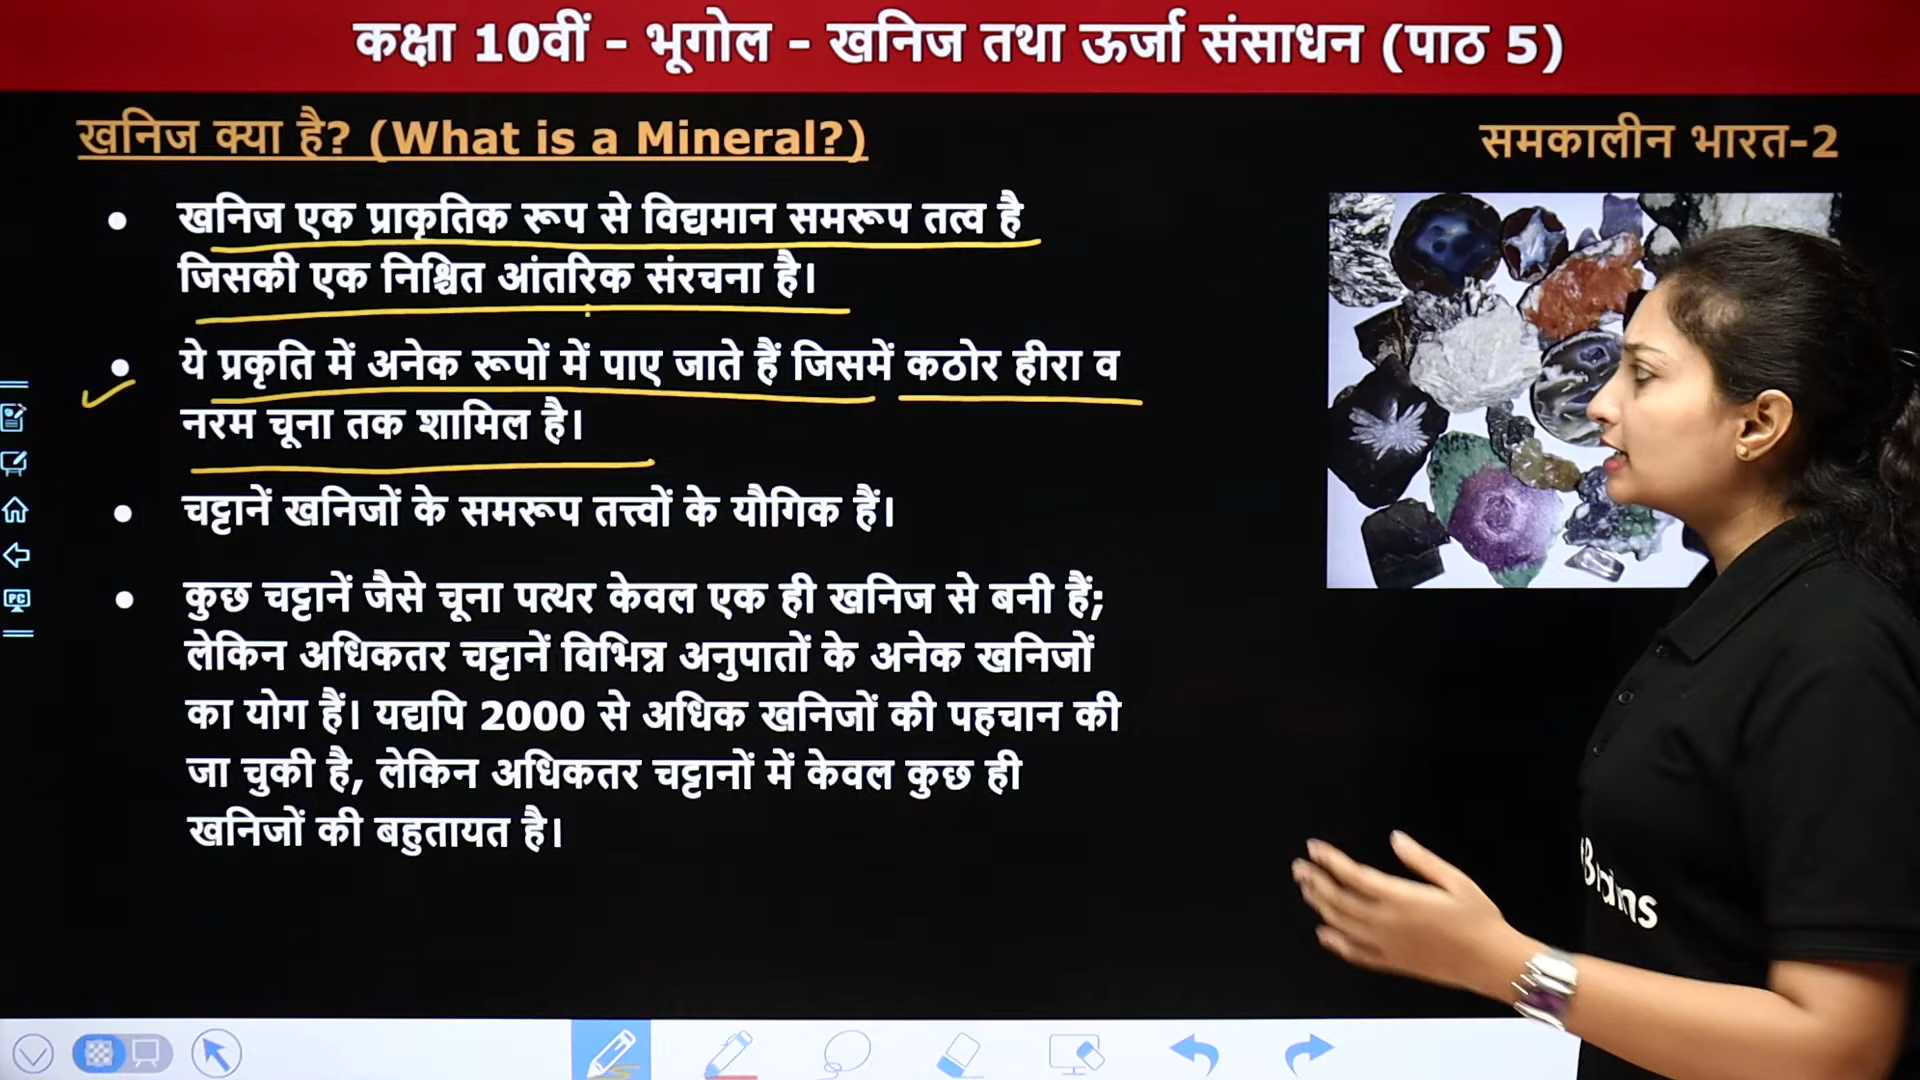 कक्षा 10वीं - भूगोल - खनिज तथा ऊर्जा संसाधन (पाठ 5)
खनिज क्या है? (What is a Mineral?)
समकालीन भारत-2
• खनिज एक प्राकृतिक रूप से विद्यमान समरूप तत्व है
जिसकी एक निश्चित आंतरिक संरचना है।
• ये प्रकृति में अनेक रूपों में पाए जाते हैं जिसमें कठोर हीरा व
नरम चूना तक शामिल है।
• चट्टानें खनिजों के समरूप तत्त्वों के यौगिक हैं।
• कुछ चट्टानें जैसे चूना पत्थर केवल एक ही खनिज से बनी हैं;
लेकिन अधिकतर चट्टानें विभिन्न अनुपातों के अनेक खनिजों
का योग हैं। यद्यपि 2000 से अधिक खनिजों की पहचान की
जा चुकी है, लेकिन अधिकतर चट्टानों में केवल कुछ ही
खनिजों की बहुतायत है।
PC